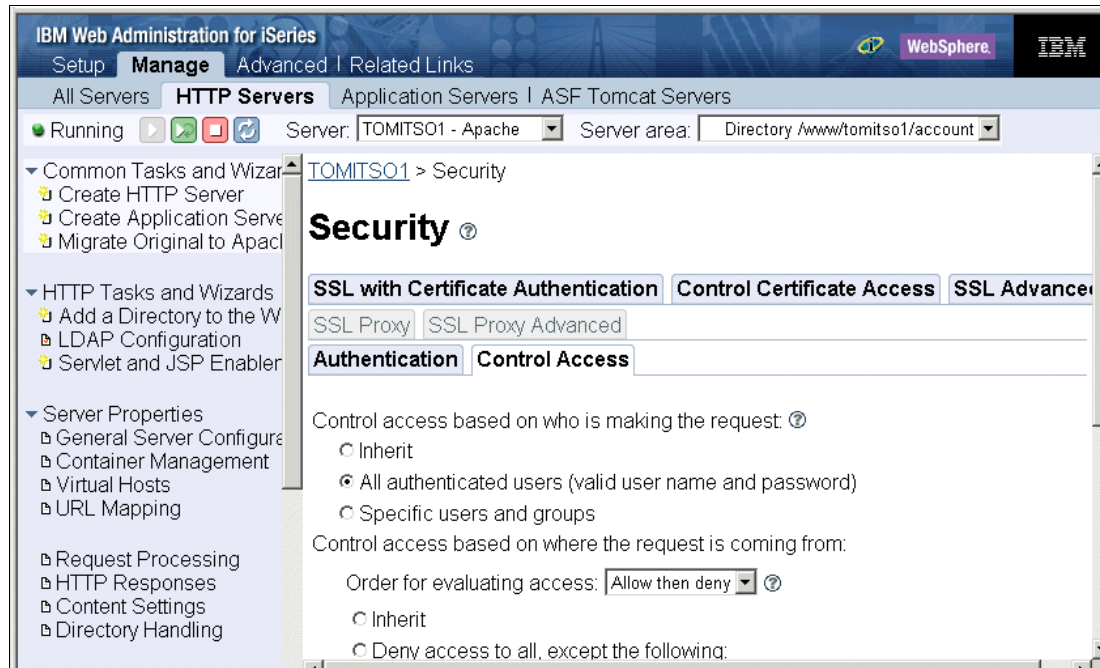 IBM Web Administration for iSeries
WebSphere. IBM
Setup Manage Advanced | Related Links
All Servers HTTP Servers Application Servers | ASF Tomcat Servers
Running Server: TOMITSO1 - Apache Server area: Directory /www/tomitso1/account
Common Tasks and Wizar
Create HTTP Server
Create Application Serve
Migrate Original to Apacl
HTTP Tasks and Wizards
Add a Directory to the W
LDAP Configuration
Servlet and JSP Enabler
Server Properties
General Server Configura
Container Management
Virtual Hosts
URL Mapping
Request Processing
HTTP Responses
Content Settings
Directory Handling
TOMITSO1 > Security
Security
SSL with Certificate Authentication Control Certificate Access SSL Advanced
SSL Proxy SSL Proxy Advanced
Authentication Control Access
Control access based on who is making the request:
Inherit
All authenticated users (valid user name and password)
Specific users and groups
Control access based on where the request is coming from:
Order for evaluating access: Allow then deny
Inherit
Deny access to all, except the following: